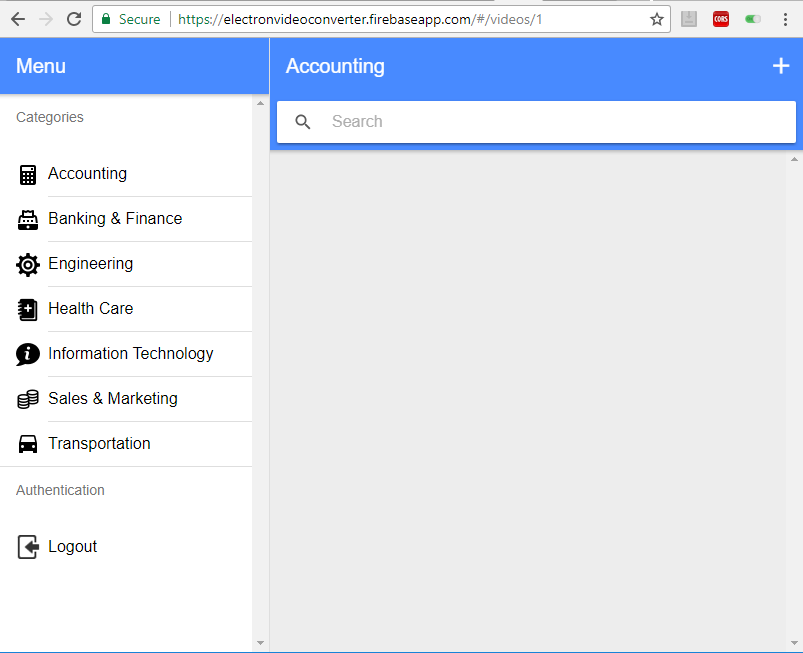 Secure
https://electronvideoconverter.firebaseapp.com/#/videos/1
CORS
Menu
Accounting
Search
Categories
Accounting
Banking & Finance
Engineering
Health Care
Information Technology
Sales & Marketing
Transportation
Authentication
Logout